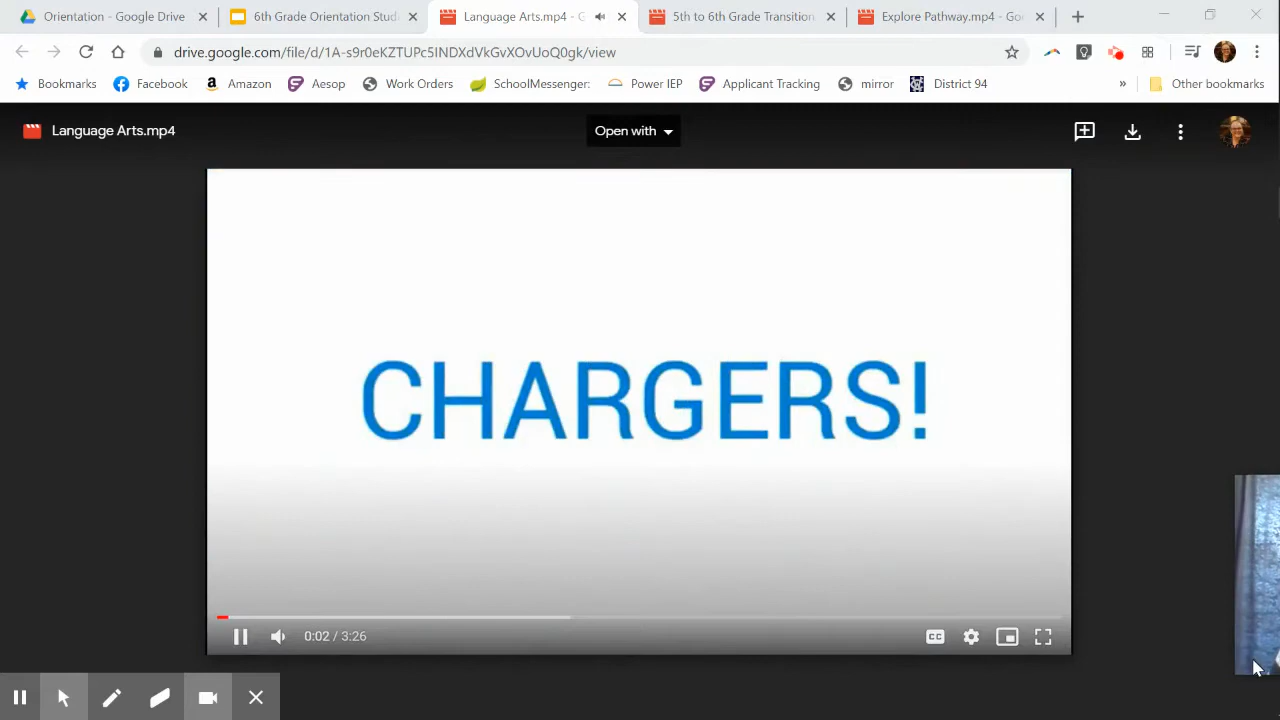 Orientation - Google Drive
6th Grade Orientation Stud
Language Arts.mp4 - G
5th to 6th Grade Transition.
Explore Pathway.mp4 - Go
drive.google.com/file/d/1A-s9r0eKZTUPc5INDXdVkGvXOvUoQ0gk/view
Bookmarks
Facebook
Amazon
Aesop
Work Orders
SchoolMessenger:
Power IEP
Applicant Tracking
mirror
District 94
»
Other bookmarks
Language Arts.mp4
Open with
CHARGERS!
0:02 / 3:26
CC